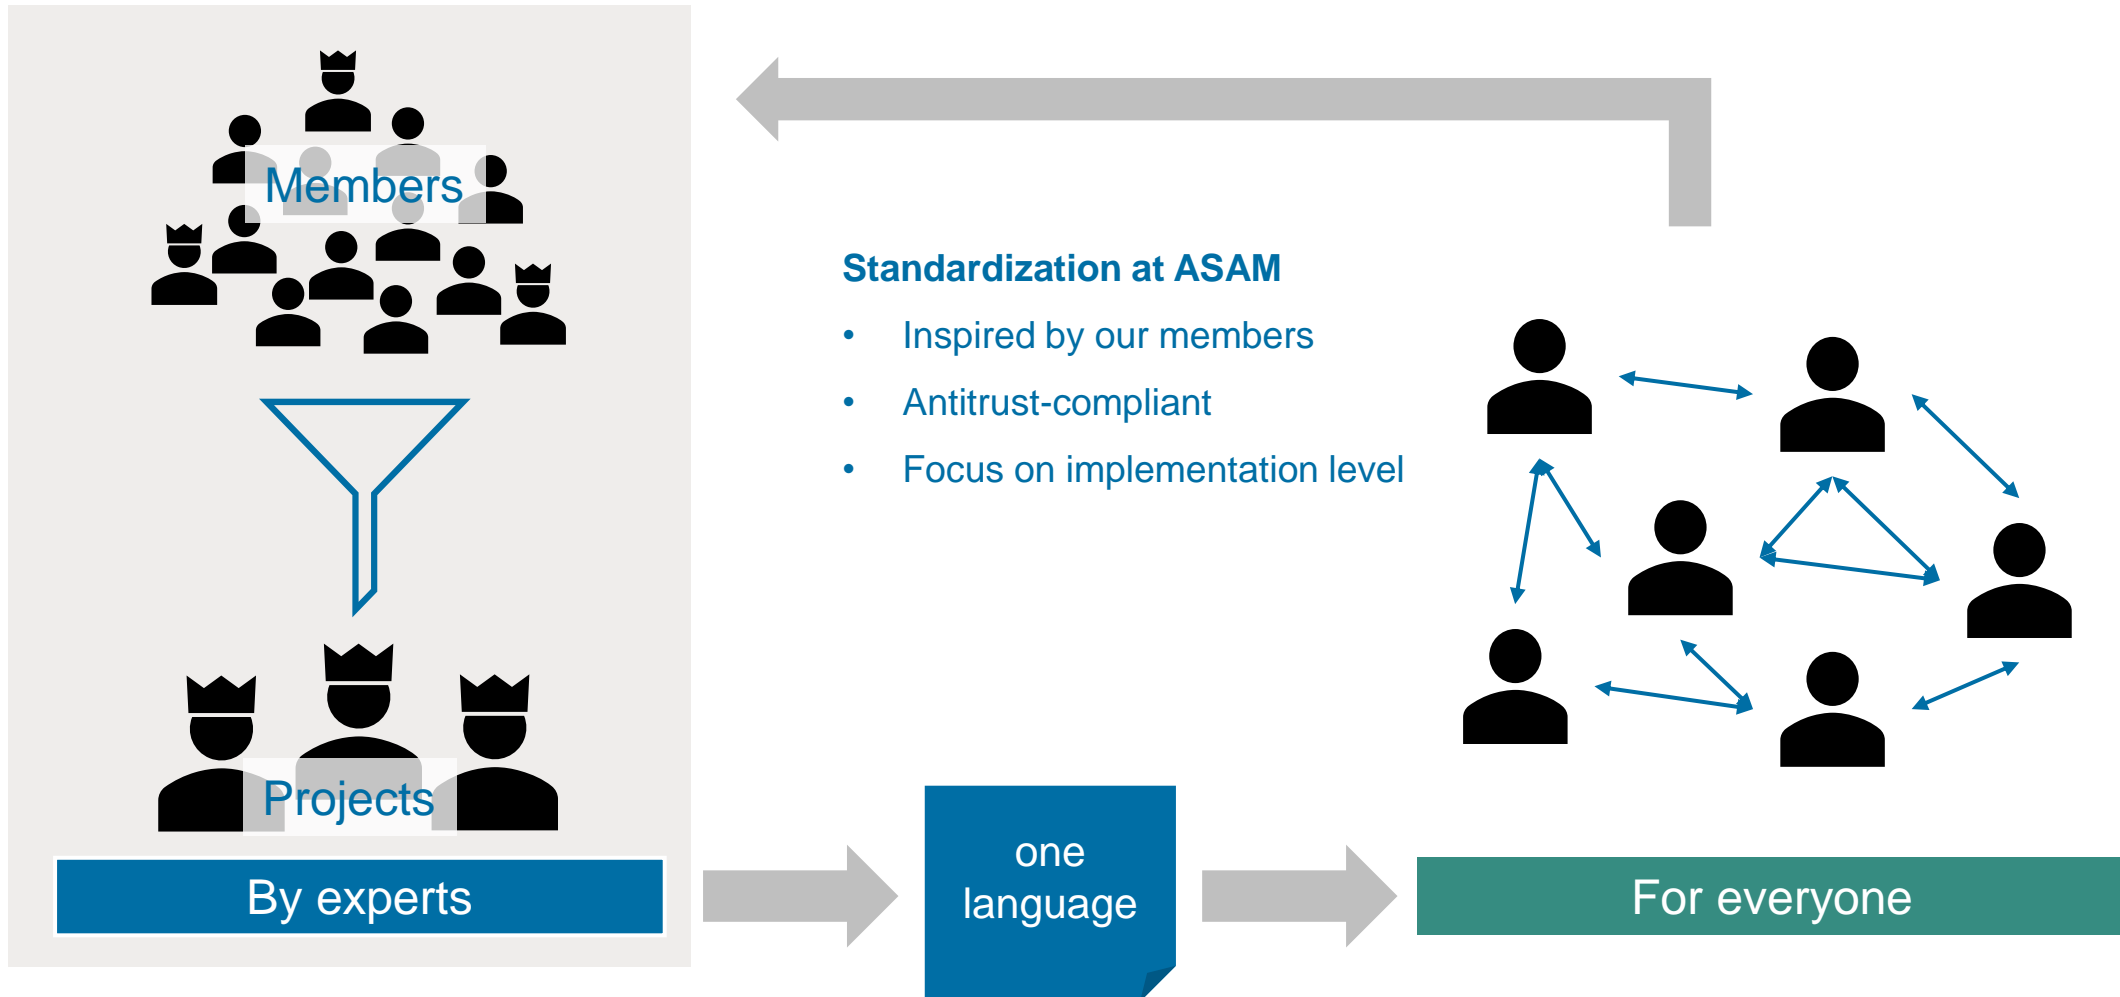 Members
Standardization at ASAM
• Inspired by our members
• Antitrust-compliant
• Focus on implementation level
Projects
By experts
one
language
For everyone